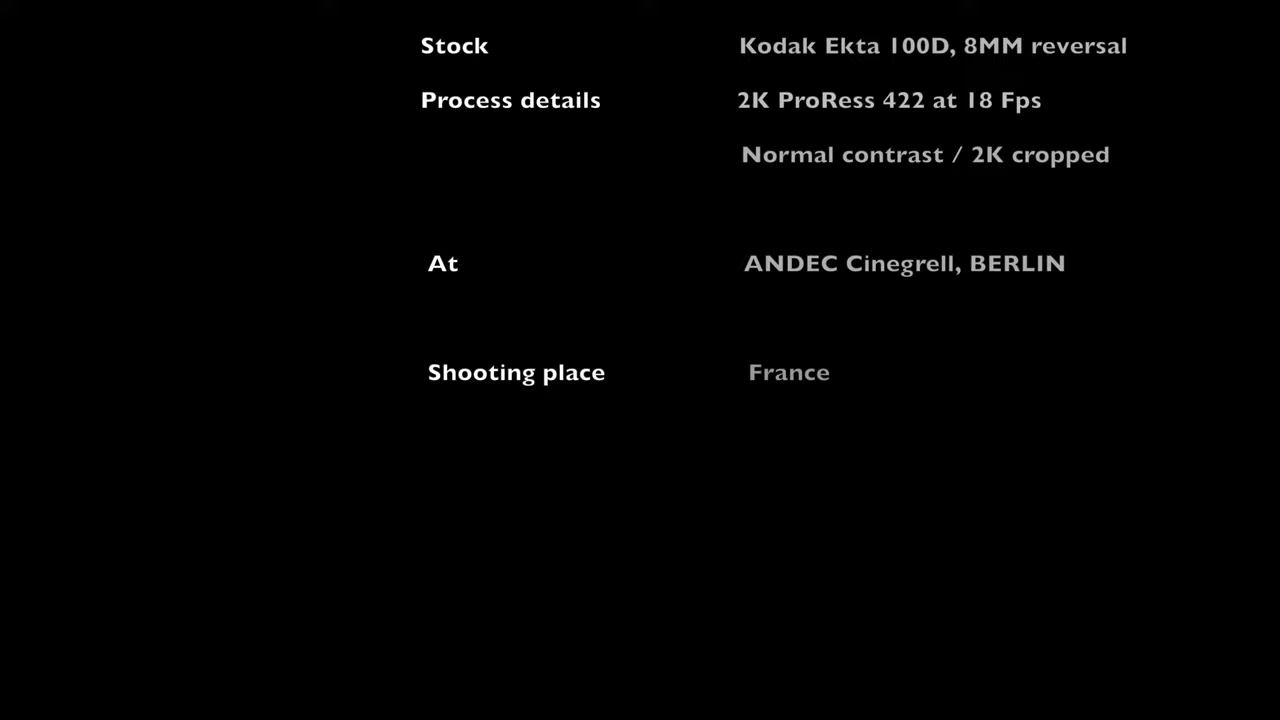 Stock Kodak Ekta 100D, 8MM reversal
Process details 2K ProRess 422 at 18 Fps
Normal contrast / 2K cropped
At ANDEC Cinegrell, BERLIN
Shooting place France